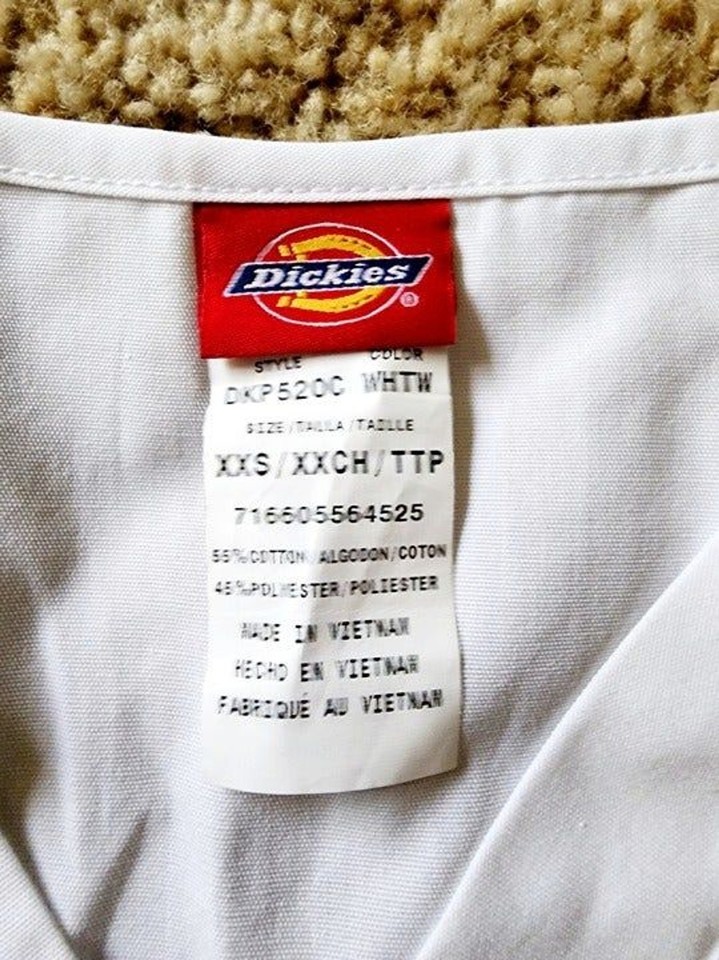 Dickies®
STYLE COLOR
DKP520C WHTW
SIZE/TALLA/TAILLE
XXS/XXCH/TTP
716605564525
55%COTTON/ALGODON/COTON
45%POLYESTER/POLIESTER
MADE IN VIETNAM
HECHO EN VIETNAM
FABRIQUÉ AU VIETNAM